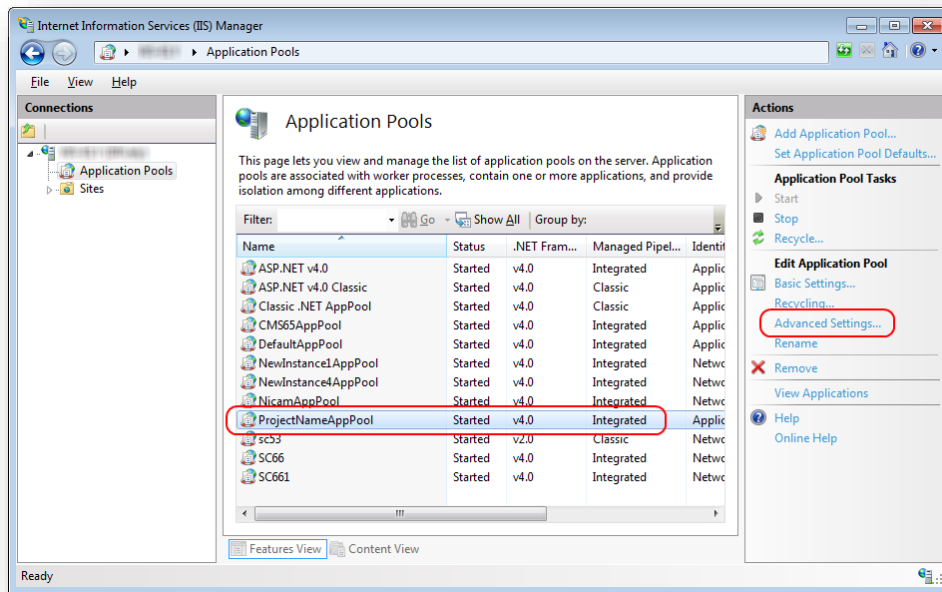 Internet Information Services (IIS) Manager
Application Pools
File View Help
Connections
Application Pools
Sites
Application Pools
This page lets you view and manage the list of application pools on the server. Application
pools are associated with worker processes, contain one or more applications, and provide
isolation among different applications.
Filter: Go Show All Group by:
Name Status .NET Fram... Managed Pipel... Identit
ASP.NET v4.0 Started v4.0 Integrated Applic
ASP.NET v4.0 Classic Started v4.0 Classic Applic
Classic .NET AppPool Started v4.0 Classic Applic
CMS65AppPool Started v4.0 Integrated Applic
DefaultAppPool Started v4.0 Integrated Applic
NewInstance1AppPool Started v4.0 Integrated Netwo
NewInstance4AppPool Started v4.0 Integrated Netwo
NicamAppPool Started v4.0 Integrated Netwo
ProjectNameAppPool Started v4.0 Integrated Applic
sc53 Started v2.0 Classic Netwo
SC66 Started v4.0 Integrated Netwo
SC661 Started v4.0 Integrated Netwo
Features View Content View
Actions
Add Application Pool...
Set Application Pool Defaults...
Application Pool Tasks
Start
Stop
Recycle...
Edit Application Pool
Basic Settings...
Recycling...
Advanced Settings...
Rename
Remove
View Applications
Help
Online Help
Ready